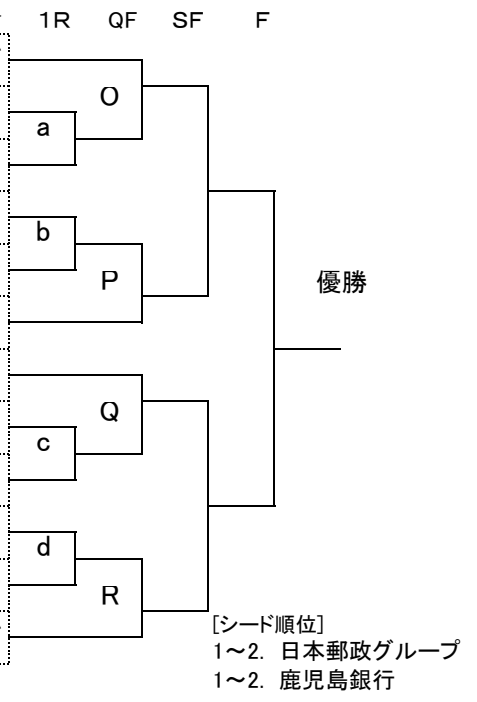 1R QF SF F
O
a
b
P
優勝
Q
c
d
R
[シード順位]
1～2. 日本郵政グループ
1～2. 鹿児島銀行